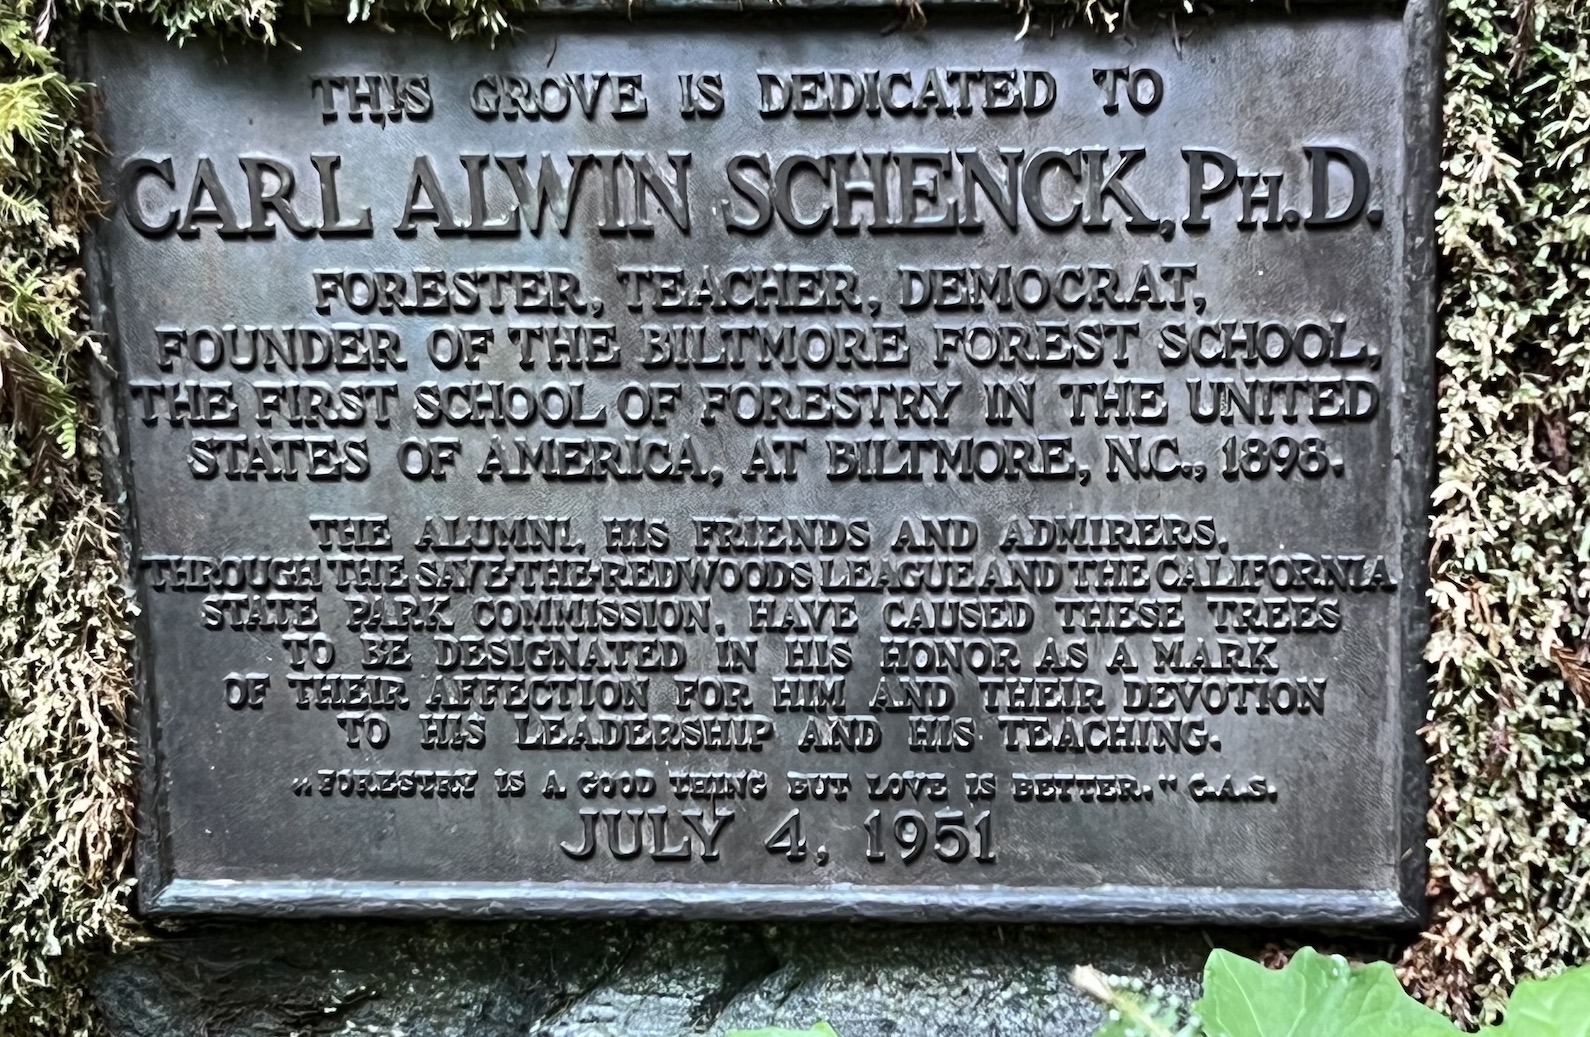 THIS GROVE IS DEDICATED TO
CARL ALWIN SCHENCK, PH.D.
FORESTER, TEACHER, DEMOCRAT,
FOUNDER OF THE BILTMORE FOREST SCHOOL,
THE FIRST SCHOOL OF FORESTRY IN THE UNITED
STATES OF AMERICA, AT BILTMORE, N.C., 1898.
THE ALUMNI, HIS FRIENDS AND ADMIRERS,
THROUGH THE SAVE-THE-REDWOODS LEAGUE AND THE CALIFORNIA
STATE PARK COMMISSION, HAVE CAUSED THESE TREES
TO BE DESIGNATED IN HIS HONOR AS A MARK
OF THEIR AFFECTION FOR HIM AND THEIR DEVOTION
TO HIS LEADERSHIP AND HIS TEACHING.
„FORESTRY IS A GOOD THING BUT LOVE IS BETTER." C.A.S.
JULY 4, 1951